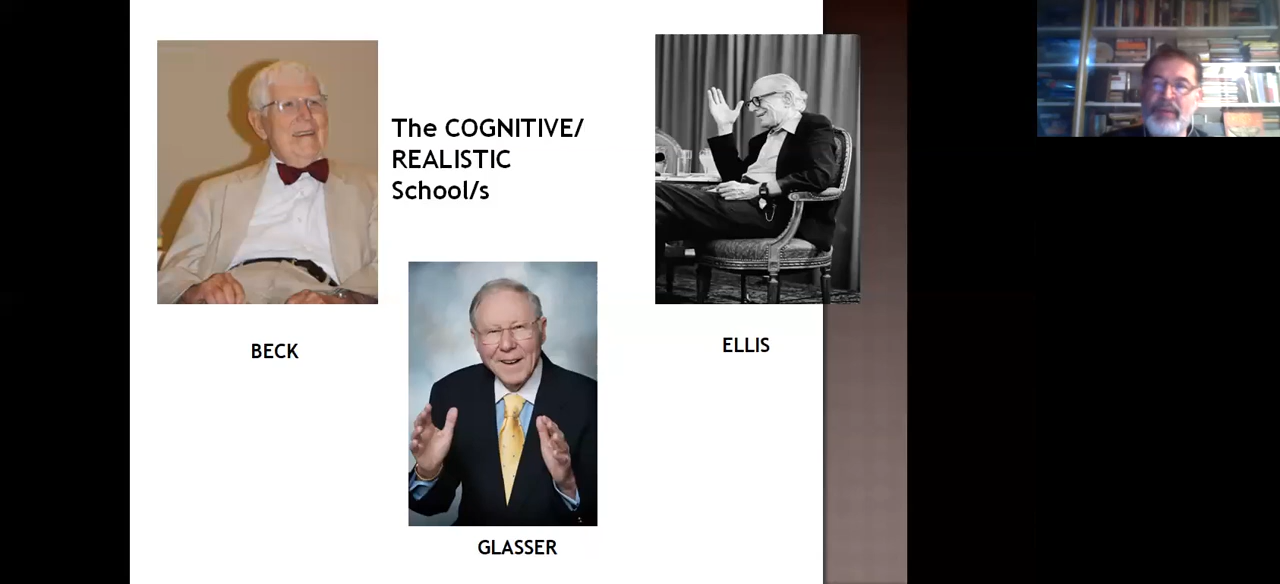 The COGNITIVE/
REALISTIC
School/s
BECK
ELLIS
GLASSER